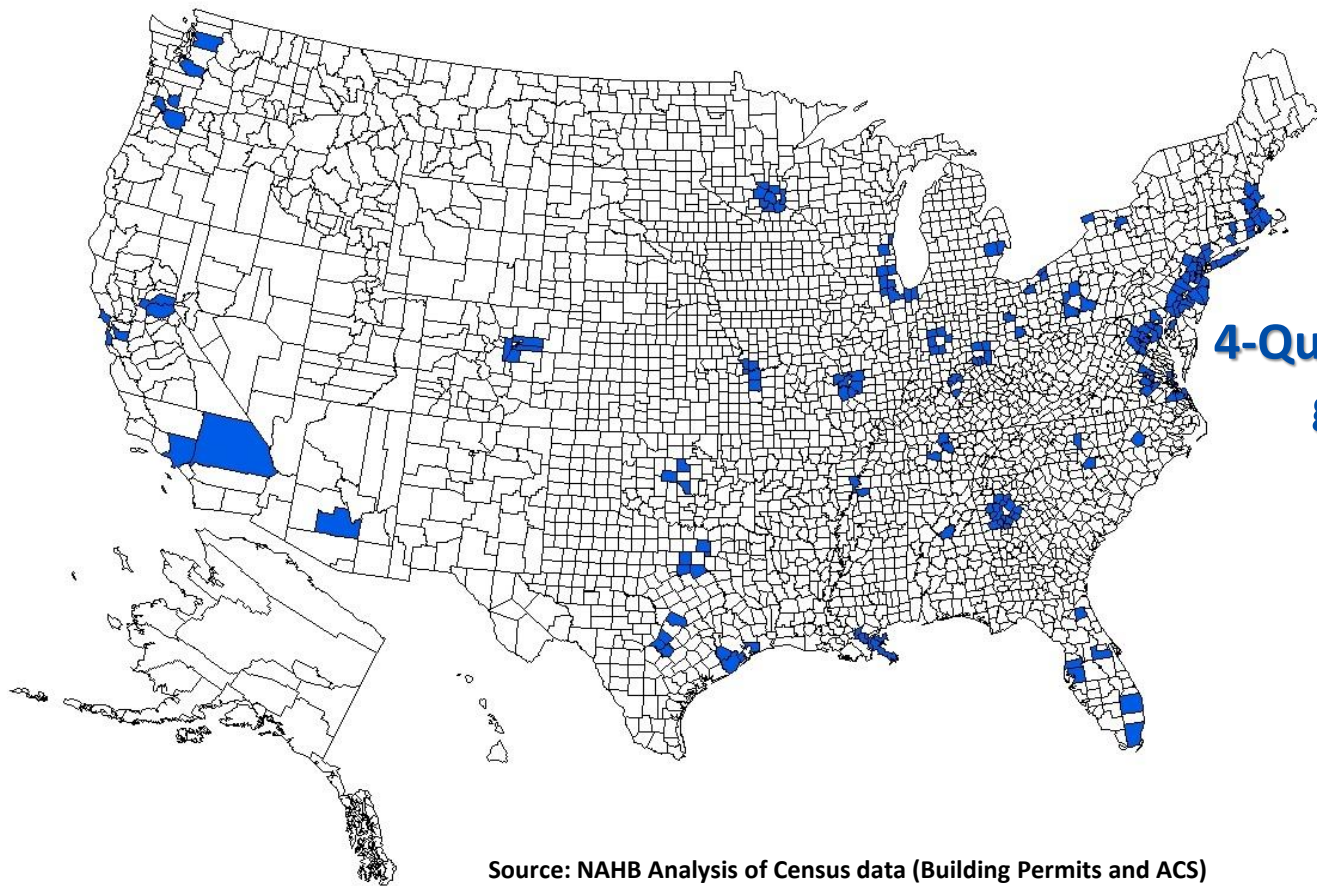 4-Qu
Source: NAHB Analysis of Census data (Building Permits and ACS)